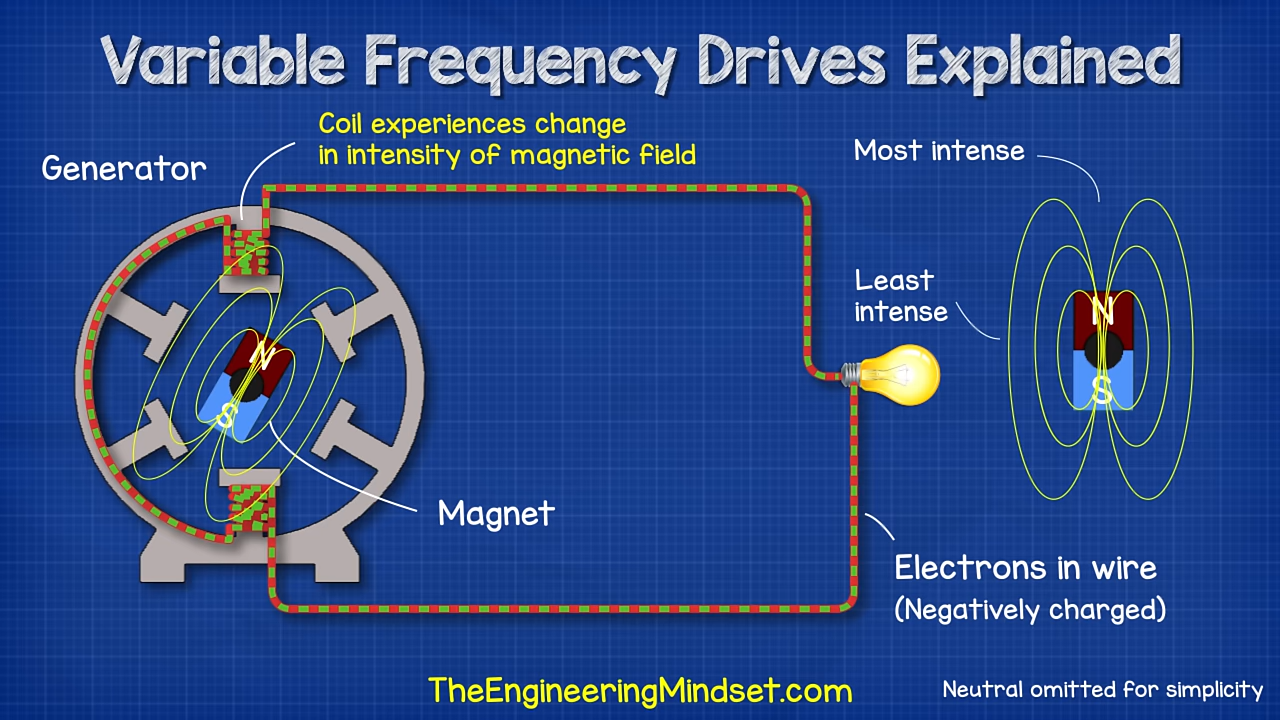 Variable Frequency Drives Explained
Coil experiences change
in intensity of magnetic field
Generator
Most intense
Least
intense
N
S
N
S
Magnet
Electrons in wire
(Negatively charged)
TheEngineeringMindset.com
Neutral omitted for simplicity